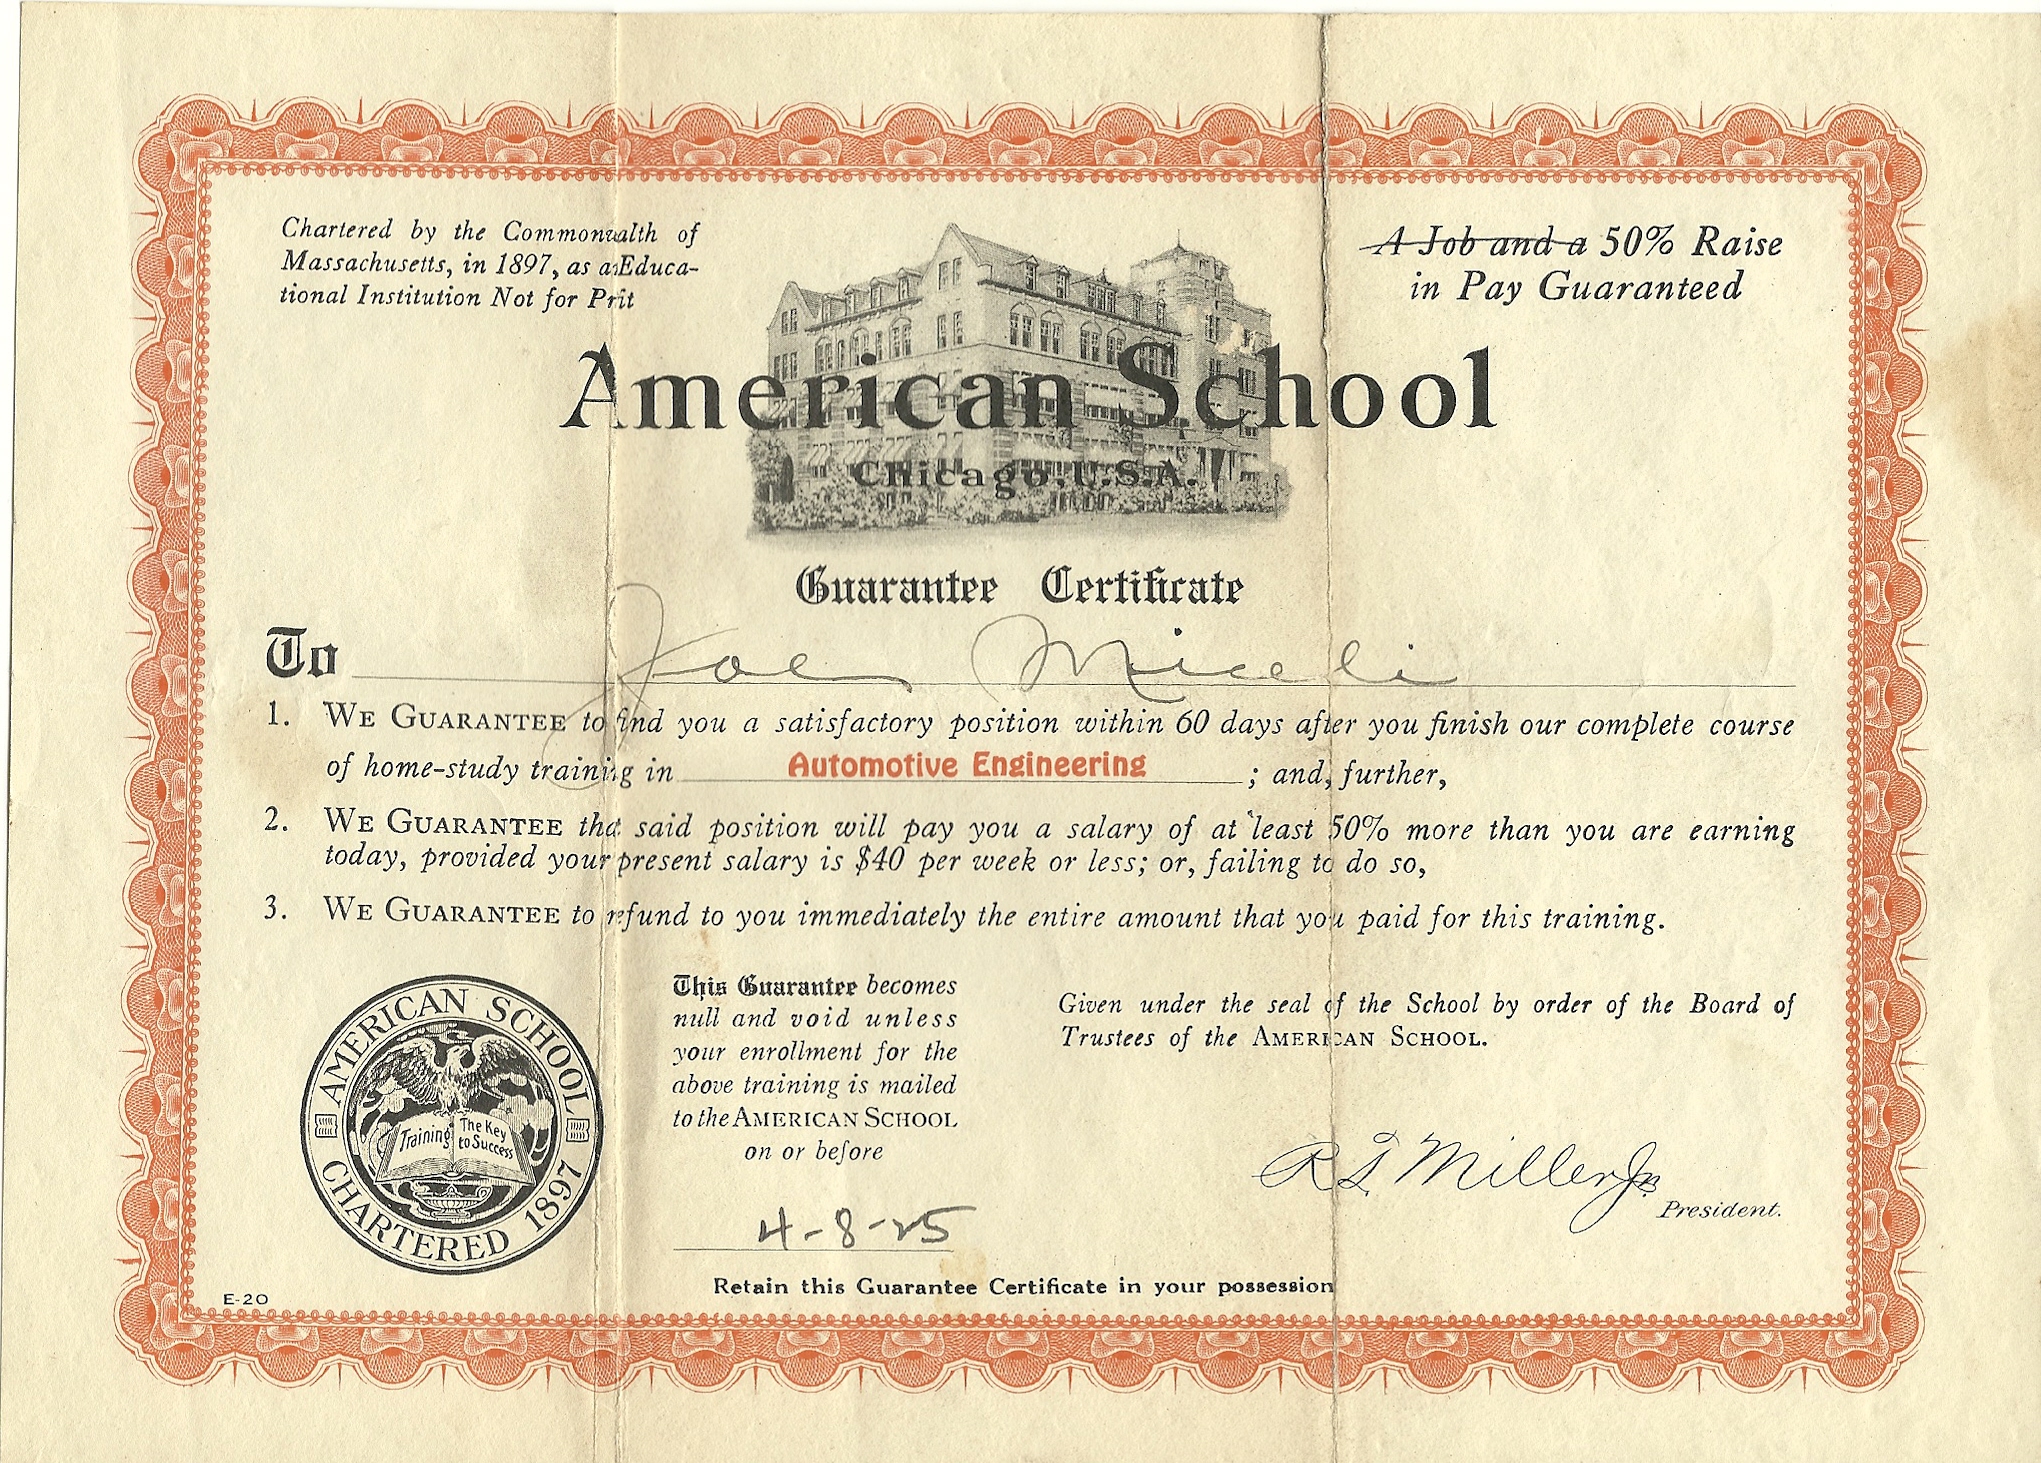 Chartered by the Commonwalth of
Massachusetts, in 1897, as a Educa-
tional Institution Not for Prit
A Job and a 50% Raise
in Pay Guaranteed
American School
Chicago, U.S.A.
Guarantee Certificate
To Joe Miceli
1. WE GUARANTEE to find you a satisfactory position within 60 days after you finish our complete course
of home-study training in Automotive Engineering ; and, further,
2. WE GUARANTEE that said position will pay you a salary of at least 50% more than you are earning
today, provided your present salary is $40 per week or less; or, failing to do so,
3. WE GUARANTEE to refund to you immediately the entire amount that you paid for this training.
AMERICAN SCHOOL
CHARTERED 1897
Training The Key
to Success
This Guarantee becomes
null and void unless
your enrollment for the
above training is mailed
to the AMERICAN SCHOOL
on or before
4-8-25
Given under the seal of the School by order of the Board of
Trustees of the AMERICAN SCHOOL.
R T Miller Jr.
President.
Retain this Guarantee Certificate in your possession
E-20